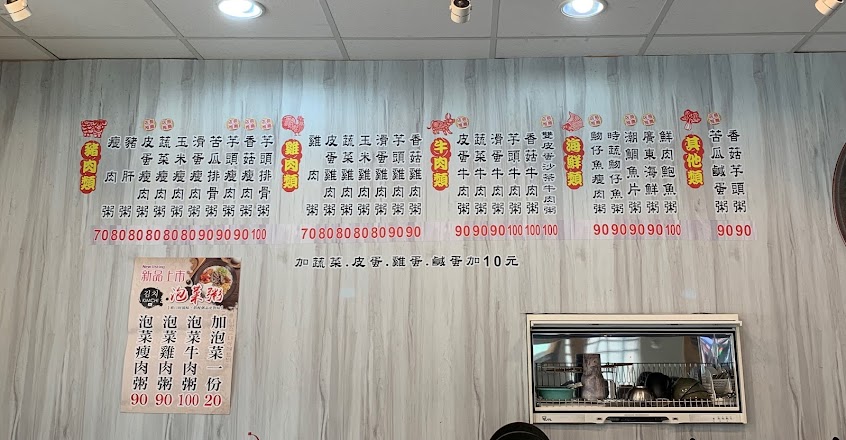 豬肉類
瘦肉粥 70
豬肝粥 80
皮蛋瘦肉粥 80
蔬菜瘦肉粥 80
玉米瘦肉粥 80
滑蛋瘦肉粥 80
苦瓜排骨粥 90
芋頭瘦肉粥 90
香菇瘦肉粥 90
芋頭排骨粥 100
雞肉類
雞肉粥 70
皮蛋雞肉粥 80
蔬菜雞肉粥 80
玉米雞肉粥 80
滑蛋雞肉粥 80
芋頭雞肉粥 90
香菇雞肉粥 90
牛肉類
皮蛋牛肉粥 90
蔬菜牛肉粥 90
滑蛋牛肉粥 90
芋頭牛肉粥 100
香菇牛肉粥 100
雙皮蛋沙茶牛肉粥 100
海鮮類
魩仔魚瘦肉粥 90
時蔬魩仔魚粥 90
潮鯛魚片粥 90
廣東海鮮粥 90
鮮肉鮑魚粥 100
其他類
苦瓜鹹蛋粥 90
香菇芋頭粥 90
加蔬菜.皮蛋.雞蛋.鹹蛋加10元
新品上市
김치
KIMCHI
泡菜粥
泡菜瘦肉粥 90
泡菜雞肉粥 90
泡菜牛肉粥 100
加泡菜一份 20